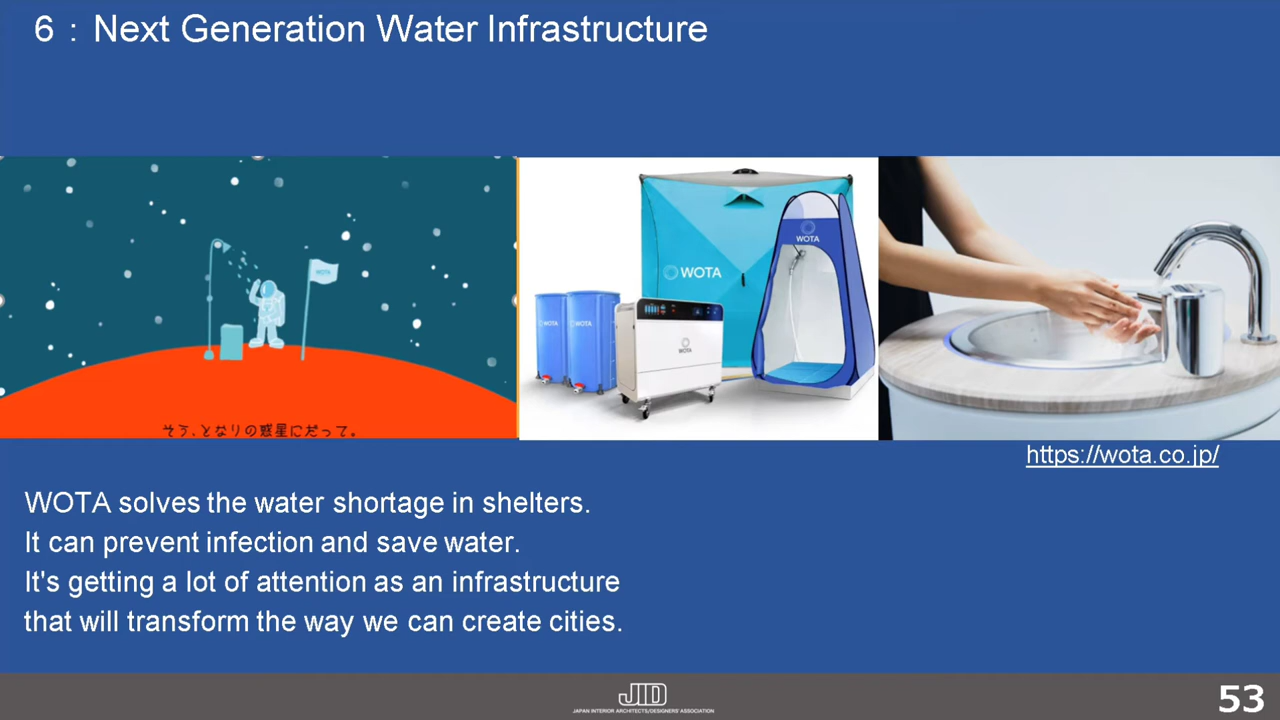 6：Next Generation Water Infrastructure
WOTA
そう、となりの惑星にだって。
WOTA
WOTA
WOTA
WOTA
WOTA
https://wota.co.jp/
WOTA solves the water shortage in shelters.
It can prevent infection and save water.
It's getting a lot of attention as an infrastructure
that will transform the way we can create cities.
JID
JAPAN INTERIOR ARCHITECTS/DESIGNERS' ASSOCIATION
53